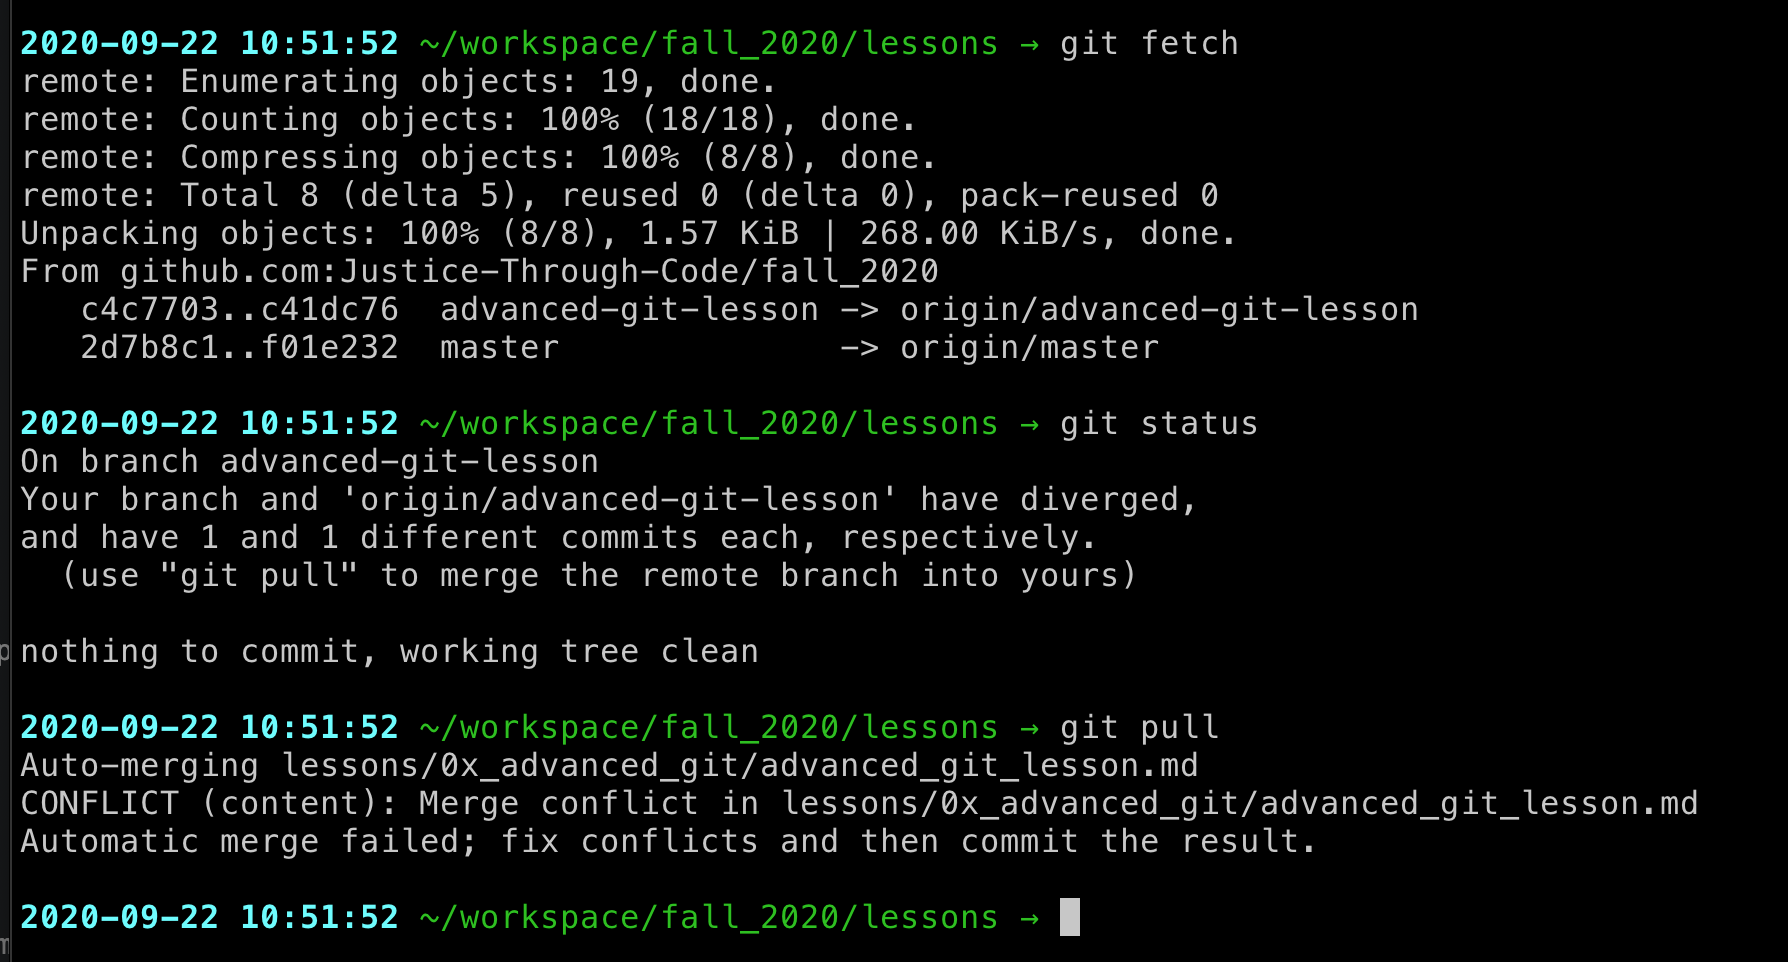 2020-09-22 10:51:52 ~/workspace/fall_2020/lessons → git fetch
remote: Enumerating objects: 19, done.
remote: Counting objects: 100% (18/18), done.
remote: Compressing objects: 100% (8/8), done.
remote: Total 8 (delta 5), reused 0 (delta 0), pack-reused 0
Unpacking objects: 100% (8/8), 1.57 KiB | 268.00 KiB/s, done.
From github.com:Justice-Through-Code/fall_2020
   c4c7703..c41dc76  advanced-git-lesson -> origin/advanced-git-lesson
   2d7b8c1..f01e232  master              -> origin/master

2020-09-22 10:51:52 ~/workspace/fall_2020/lessons → git status
On branch advanced-git-lesson
Your branch and 'origin/advanced-git-lesson' have diverged,
and have 1 and 1 different commits each, respectively.
  (use "git pull" to merge the remote branch into yours)

nothing to commit, working tree clean

2020-09-22 10:51:52 ~/workspace/fall_2020/lessons → git pull
Auto-merging lessons/0x_advanced_git/advanced_git_lesson.md
CONFLICT (content): Merge conflict in lessons/0x_advanced_git/advanced_git_lesson.md
Automatic merge failed; fix conflicts and then commit the result.

2020-09-22 10:51:52 ~/workspace/fall_2020/lessons →